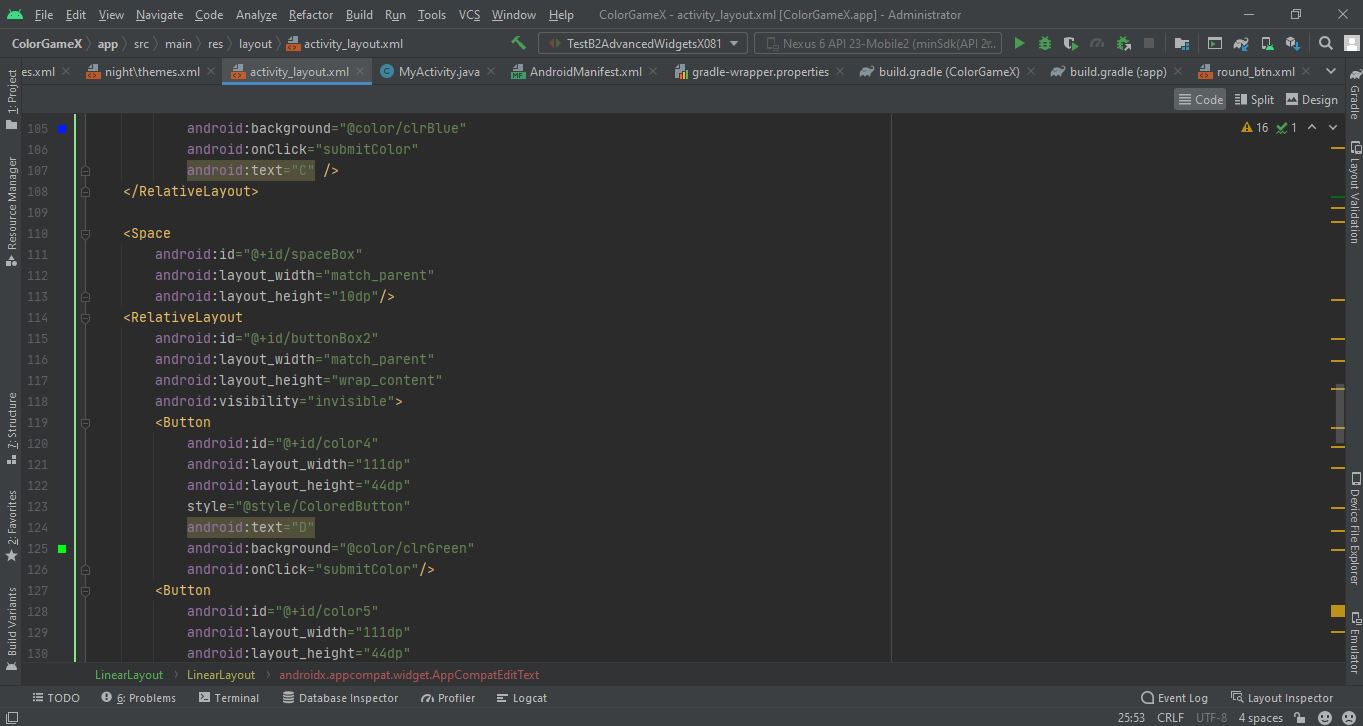 File Edit View Navigate Code Analyze Refactor Build Run Tools VCS Window Help ColorGameX - activity_layout.xml [ColorGameX.app] - Administrator
ColorGameX app src main res layout activity_layout.xml TestB2AdvancedWidgetsX081 Nexus 6 API 23-Mobile2 (minSdk(API 2r...
es.xml night\themes.xml activity_layout.xml MyActivity.java AndroidManifest.xml gradle-wrapper.properties build.gradle (ColorGameX) build.gradle (:app) round_btn.xml
Code Split Design
16 1
105 android:background="@color/clrBlue"
106 android:onClick="submitColor"
107 android:text="C" />
108 </RelativeLayout>
109
110 <Space
111 android:id="@+id/spaceBox"
112 android:layout_width="match_parent"
113 android:layout_height="10dp"/>
114 <RelativeLayout
115 android:id="@+id/buttonBox2"
116 android:layout_width="match_parent"
117 android:layout_height="wrap_content"
118 android:visibility="invisible">
119 <Button
120 android:id="@+id/color4"
121 android:layout_width="111dp"
122 android:layout_height="44dp"
123 style="@style/ColoredButton"
124 android:text="D"
125 android:background="@color/clrGreen"
126 android:onClick="submitColor"/>
127 <Button
128 android:id="@+id/color5"
129 android:layout_width="111dp"
130 android:layout_height="44dp"
LinearLayout LinearLayout androidx.appcompat.widget.AppCompatEditText
TODO 6: Problems Terminal Database Inspector Profiler Logcat Event Log Layout Inspector
25:53 CRLF UTF-8 4 spaces
1: Project
Resource Manager
7: Structure
2: Favorites
Build Variants
Gradle
Layout Validation
Device File Explorer
Emulator